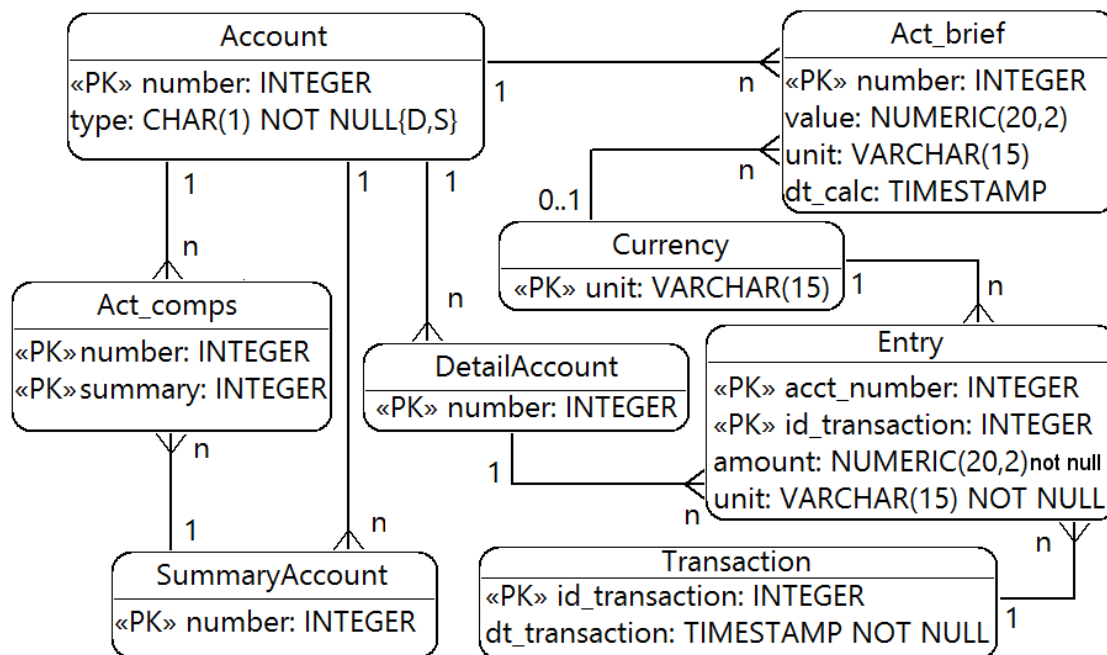 Account
«PK» number: INTEGER
type: CHAR(1) NOT NULL{D,S}
Act_brief
«PK» number: INTEGER
value: NUMERIC(20,2)
unit: VARCHAR(15)
dt_calc: TIMESTAMP
1
n
n
0..1
1
1
1
n
n
Currency
«PK» unit: VARCHAR(15)
1
n
Act_comps
«PK»number: INTEGER
«PK»summary: INTEGER
DetailAccount
«PK» number: INTEGER
Entry
«PK» acct_number: INTEGER
«PK» id_transaction: INTEGER
amount: NUMERIC(20,2)not null
unit: VARCHAR(15) NOT NULL
n
1
n
1
n
SummaryAccount
«PK» number: INTEGER
Transaction
«PK» id_transaction: INTEGER
dt_transaction: TIMESTAMP NOT NULL
n
1